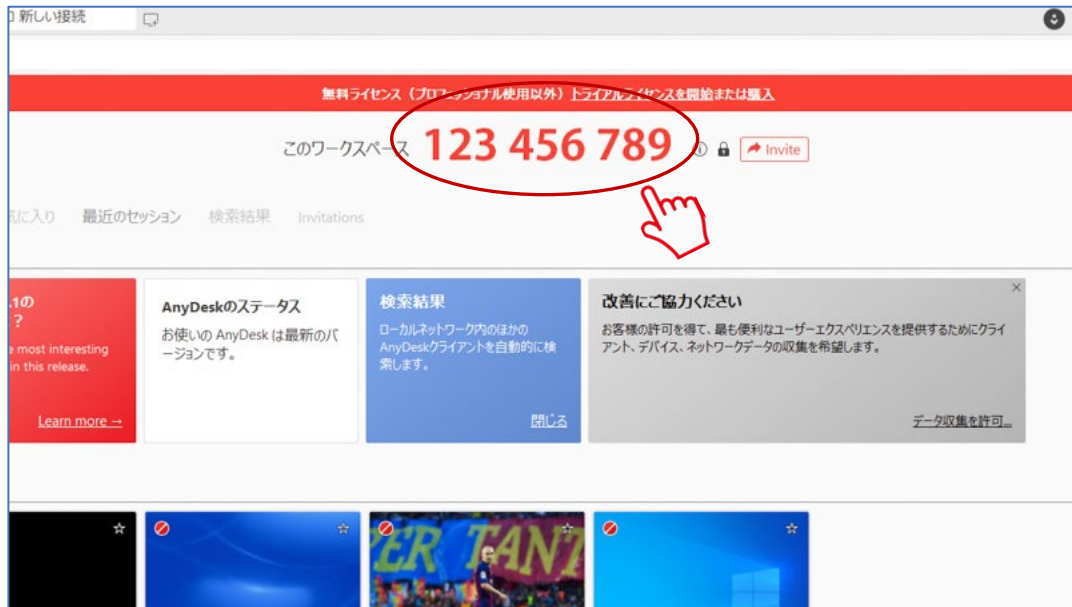 新しい接続
無料ライセンス（プロフェッショナル使用以外）トライアルライセンスを開始または購入
このワークスペース 123 456 789 Invite
に入り 最近のセッション 検索結果 Invitations
.1の
?
e most interesting
in this release.
Learn more →
AnyDeskのステータス
お使いの AnyDesk は最新のバ
ージョンです。
検索結果
ローカルネットワーク内のほかの
AnyDeskクライアントを自動的に検
索します。
閉じる
改善にご協力ください
お客様の許可を得て、最も便利なユーザーエクスペリエンスを提供するためにクライ
アント、デバイス、ネットワークデータの収集を希望します。
データ収集を許可...
PER TANT